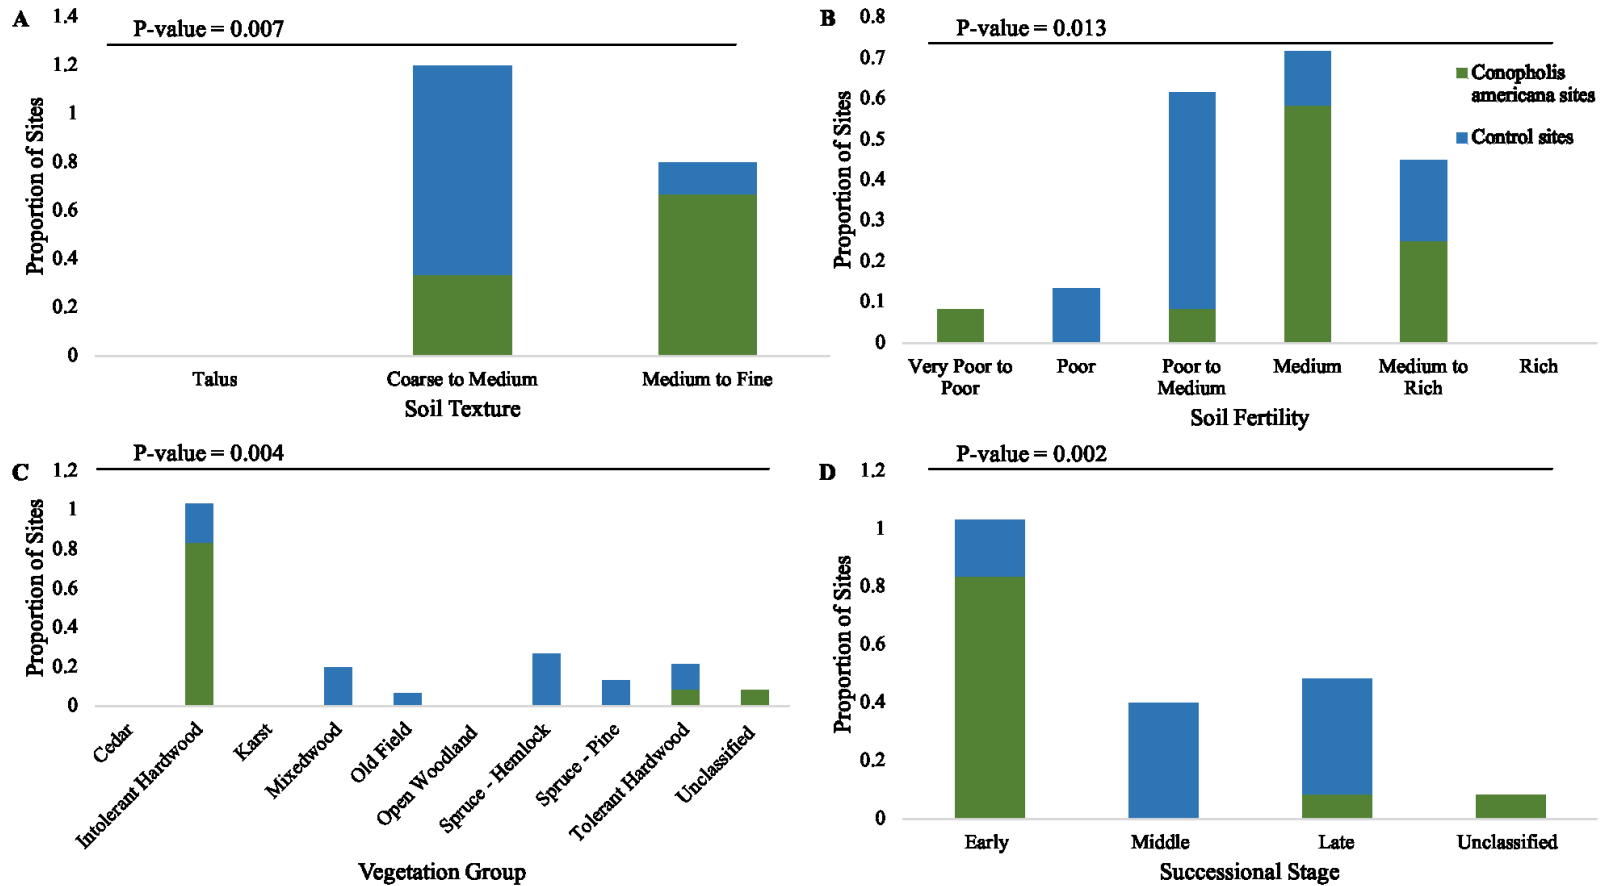 A
P-value = 0.007
Proportion of Sites
1.4
1.2
1
0.8
0.6
0.4
0.2
0
Talus
Coarse to Medium
Medium to Fine
Soil Texture
B
P-value = 0.013
Proportion of Sites
0.8
0.7
0.6
0.5
0.4
0.3
0.2
0.1
0
Conopholis
americana sites
Control sites
Very Poor to
Poor
Poor
Poor to
Medium
Medium
Medium to
Rich
Rich
Soil Fertility
C
P-value = 0.004
Proportion of Sites
1.2
1
0.8
0.6
0.4
0.2
0
Cedar
Intolerant Hardwood
Karst
Mixedwood
Old Field
Open Woodland
Spruce - Hemlock
Spruce - Pine
Tolerant Hardwood
Unclassified
Vegetation Group
D
P-value = 0.002
Proportion of Sites
1.2
1
0.8
0.6
0.4
0.2
0
Early
Middle
Late
Unclassified
Successional Stage